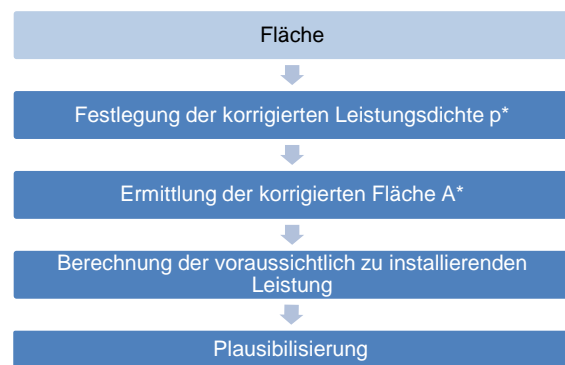 Fläche
Festlegung der korrigierten Leistungsdichte p*
Ermittlung der korrigierten Fläche A*
Berechnung der voraussichtlich zu installierenden
Leistung
Plausibilisierung